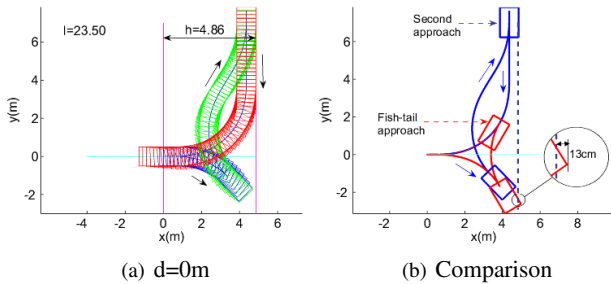 l=23.50
h=4.86
y(m)
6
4
2
0
-2
-4
-2
0
2
4
6
x(m)
(a) d=0m
Second
approach
Fish-tail
approach
13cm
y(m)
6
4
2
0
-2
-2
0
2
4
6
8
x(m)
(b) Comparison